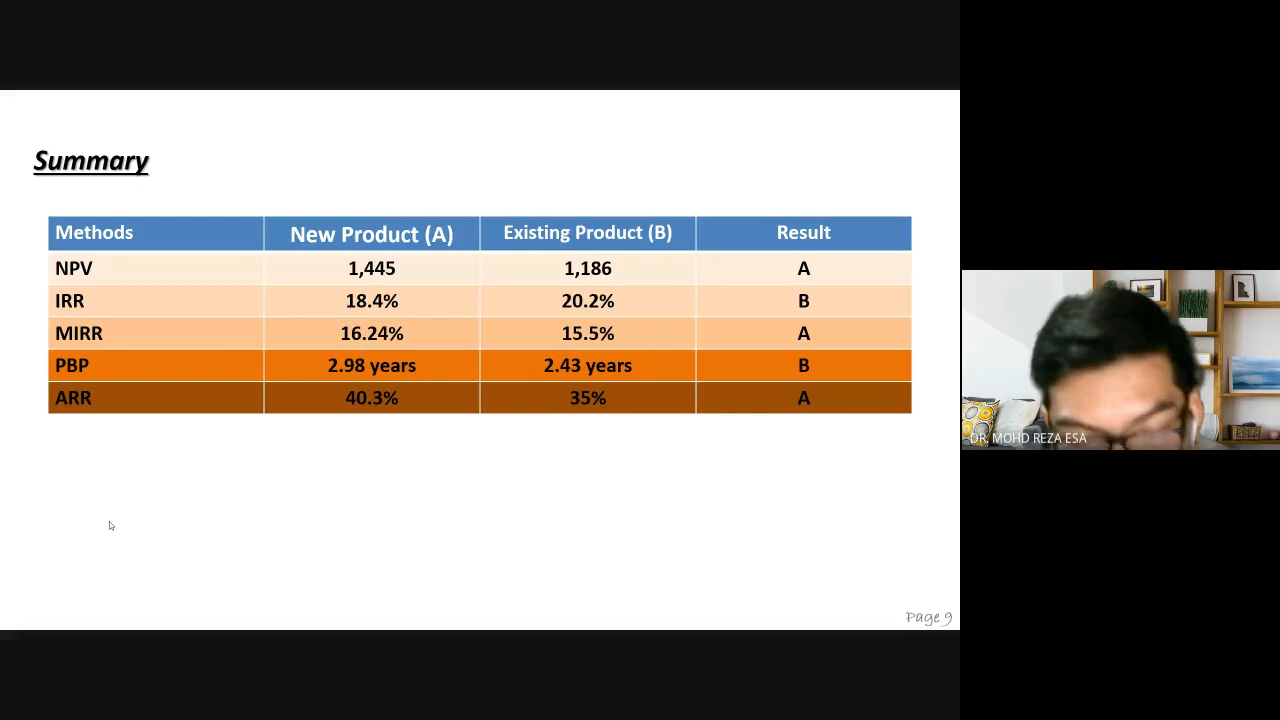 Summary
Methods New Product (A) Existing Product (B) Result
NPV 1,445 1,186 A
IRR 18.4% 20.2% B
MIRR 16.24% 15.5% A
PBP 2.98 years 2.43 years B
ARR 40.3% 35% A
DR. MOHD REZA ESA
Page 9